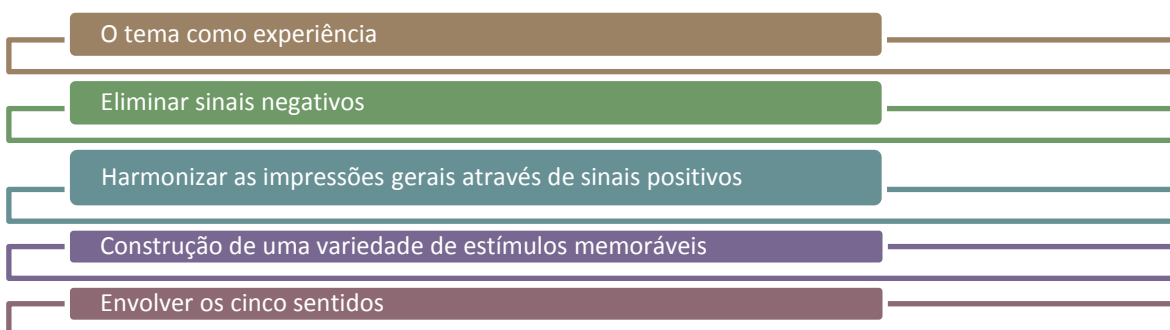 O tema como experiência
Eliminar sinais negativos
Harmonizar as impressões gerais através de sinais positivos
Construção de uma variedade de estímulos memoráveis
Envolver os cinco sentidos